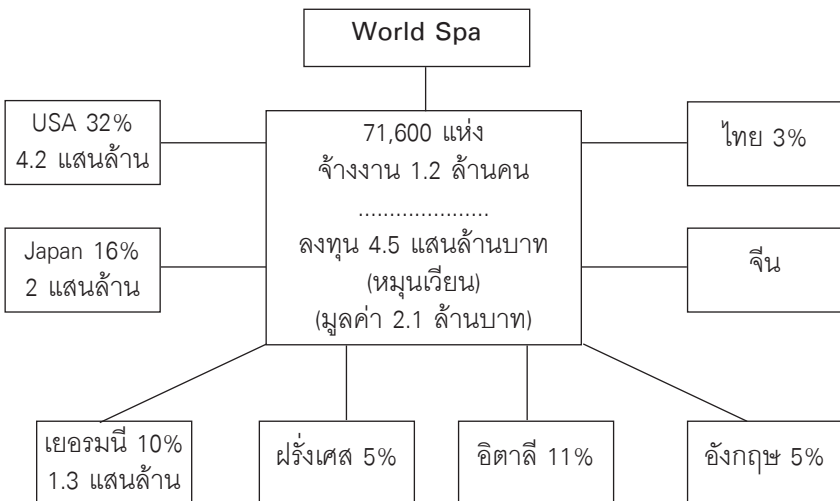 World Spa
USA 32%
4.2 แสนล้าน
71,600 แห่ง
จ้างงาน 1.2 ล้านคน
.....................
ลงทุน 4.5 แสนล้านบาท
(หมุนเวียน)
(มูลค่า 2.1 ล้านบาท)
ไทย 3%
Japan 16%
2 แสนล้าน
จีน
เยอรมนี 10%
1.3 แสนล้าน
ฝรั่งเศส 5%
อิตาลี 11%
อังกฤษ 5%